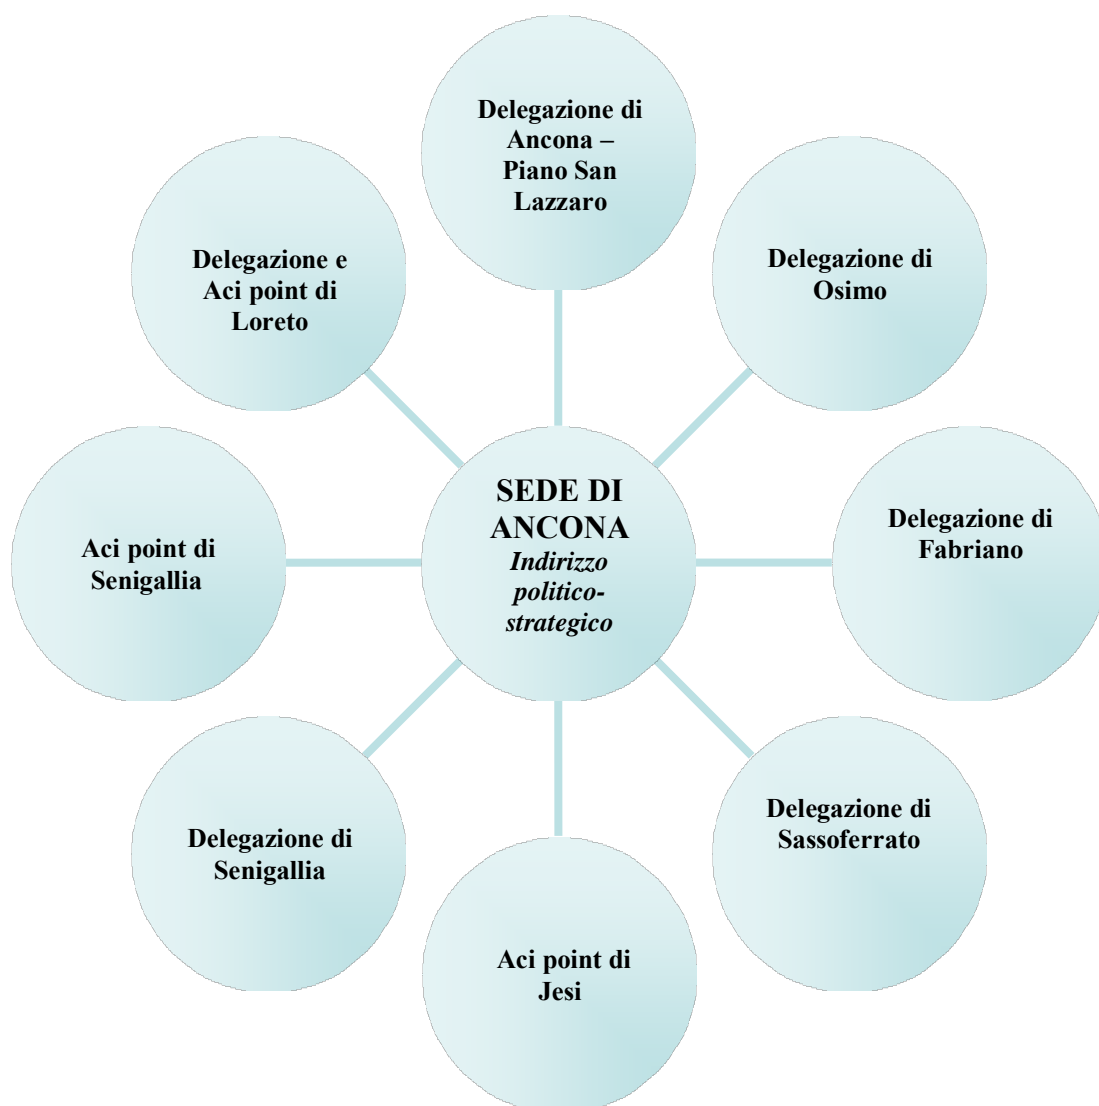 Delegazione di
Ancona –
Piano San
Lazzaro
Delegazione e
Aci point di
Loreto
Delegazione di
Osimo
SEDE DI
ANCONA
Indirizzo
politico-
strategico
Aci point di
Senigallia
Delegazione di
Fabriano
Delegazione di
Senigallia
Delegazione di
Sassoferrato
Aci point di
Jesi